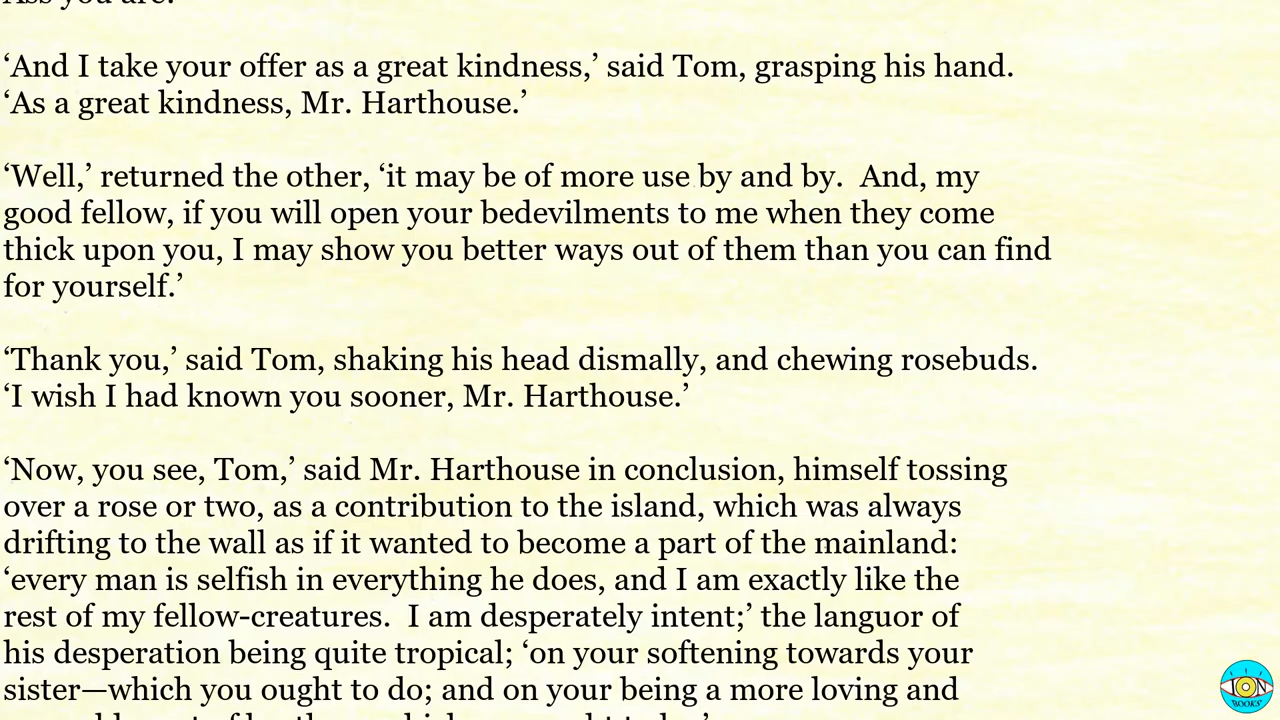 ‘And I take your offer as a great kindness,’ said Tom, grasping his hand.
‘As a great kindness, Mr. Harthouse.’
‘Well,’ returned the other, ‘it may be of more use by and by.  And, my
good fellow, if you will open your bedevilments to me when they come
thick upon you, I may show you better ways out of them than you can find
for yourself.’
‘Thank you,’ said Tom, shaking his head dismally, and chewing rosebuds.
‘I wish I had known you sooner, Mr. Harthouse.’
‘Now, you see, Tom,’ said Mr. Harthouse in conclusion, himself tossing
over a rose or two, as a contribution to the island, which was always
drifting to the wall as if it wanted to become a part of the mainland:
‘every man is selfish in everything he does, and I am exactly like the
rest of my fellow-creatures.  I am desperately intent;’ the languor of
his desperation being quite tropical; ‘on your softening towards your
sister—which you ought to do; and on your being a more loving and
ION
BOOKS